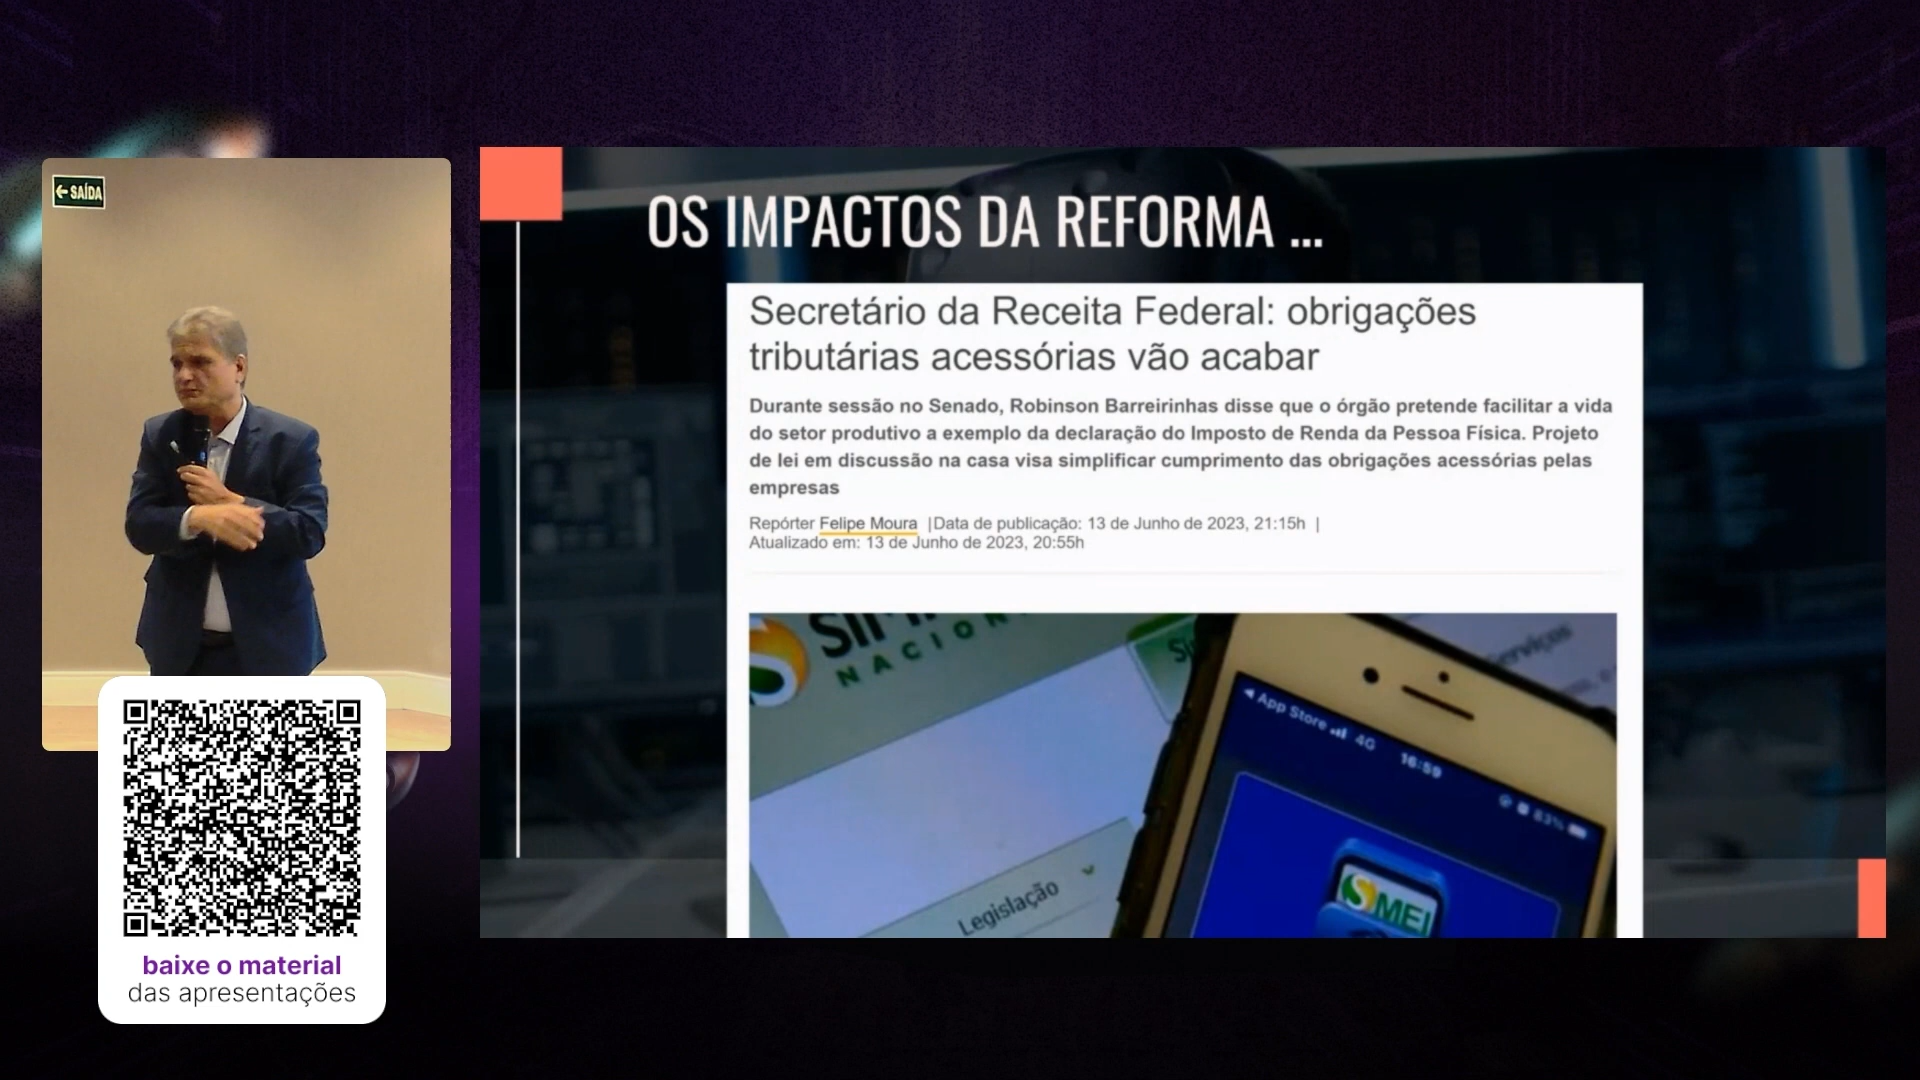 SAÍDA
OS IMPACTOS DA REFORMA ...
Secretário da Receita Federal: obrigações
tributárias acessórias vão acabar
Durante sessão no Senado, Robinson Barreirinhas disse que o órgão pretende facilitar a vida
do setor produtivo a exemplo da declaração do Imposto de Renda da Pessoa Física. Projeto
de lei em discussão na casa visa simplificar cumprimento das obrigações acessórias pelas
empresas
Repórter Felipe Moura |Data de publicação: 13 de Junho de 2023, 21:15h |
Atualizado em: 13 de Junho de 2023, 20:55h
NACION
Serviços
App Store 4G 16:59 63%
Legislação
MEI
baixe o material
das apresentações